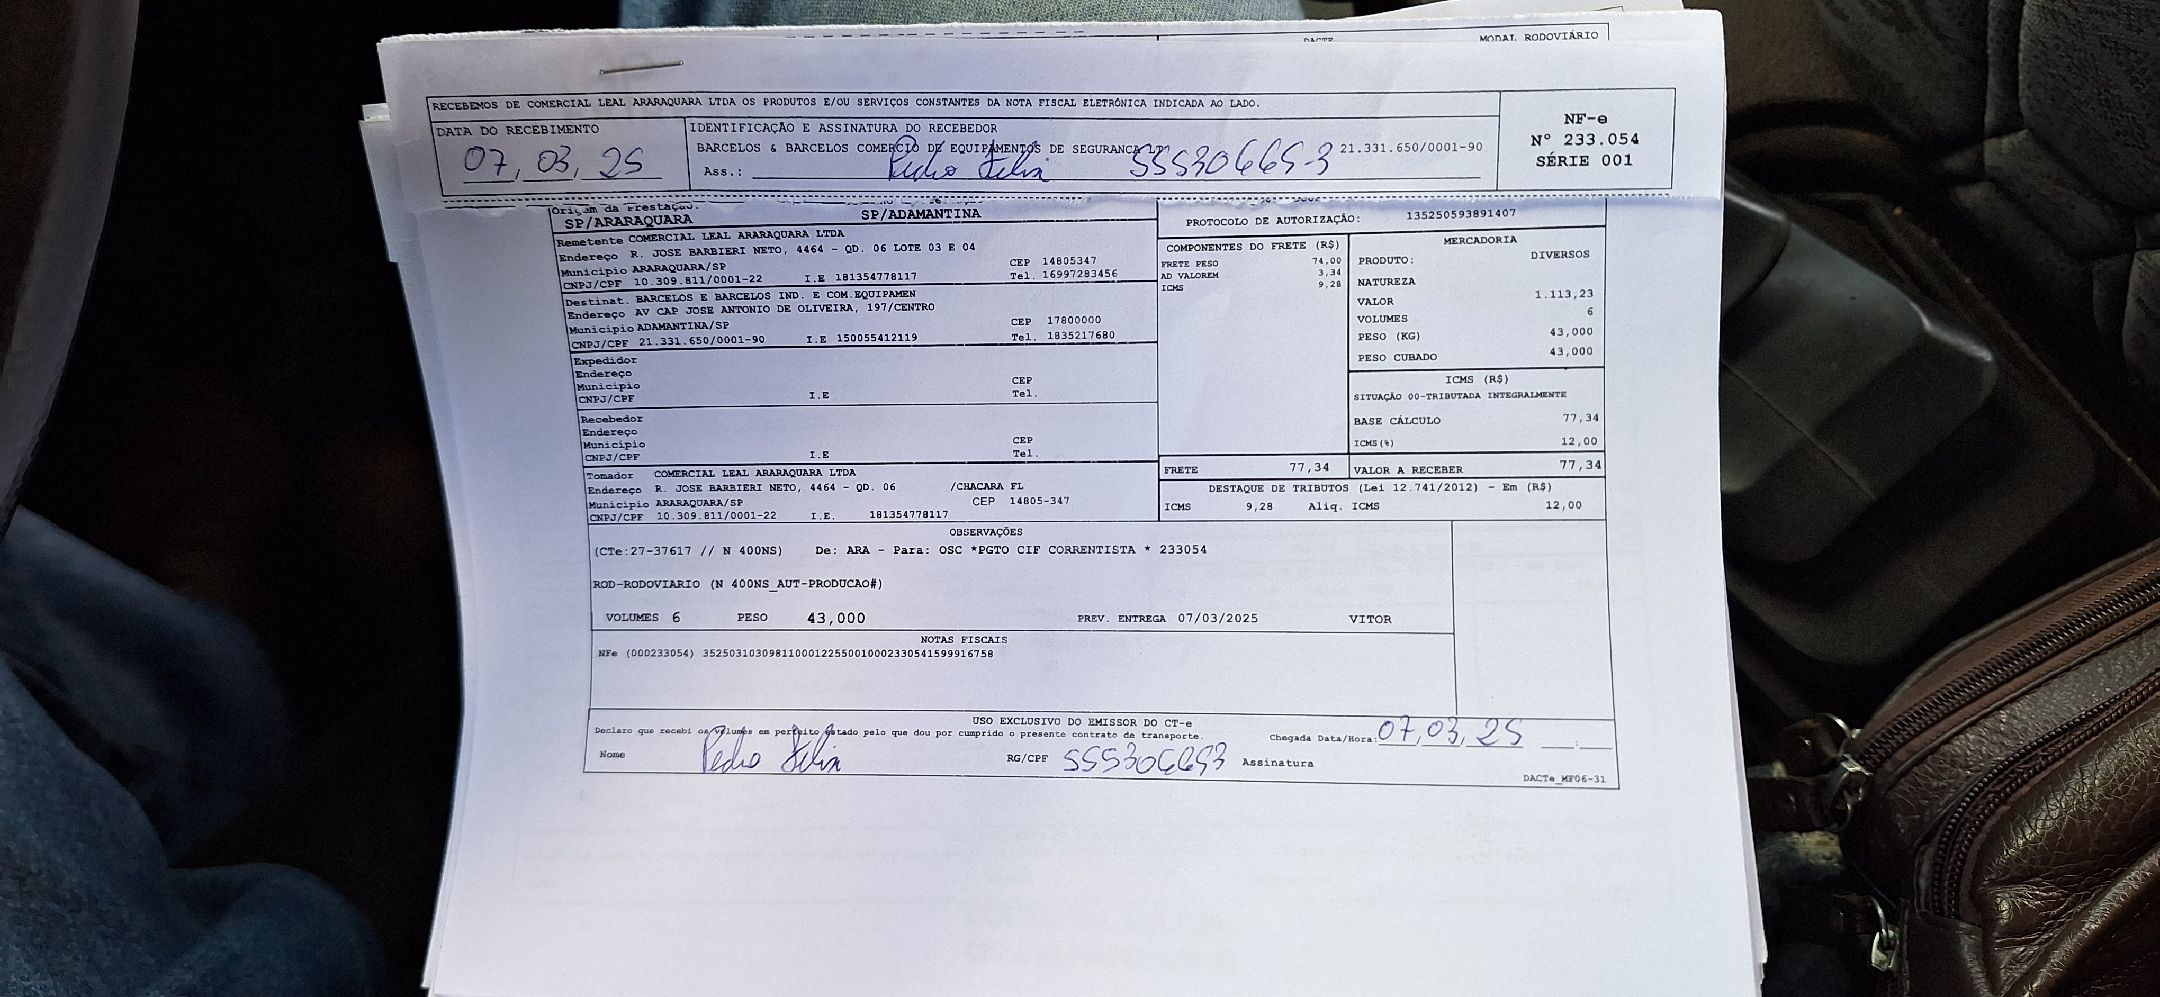 MODAL RODOVIÁRIO
RECEBEMOS DE COMERCIAL LEAL ARARAQUARA LTDA OS PRODUTOS E/OU SERVIÇOS CONSTANTES DA NOTA FISCAL ELETRÔNICA INDICADA AO LADO.
NF-e
Nº 233.054
SÉRIE 001
DATA DO RECEBIMENTO
07, 03, 25
IDENTIFICAÇÃO E ASSINATURA DO RECEBEDOR
BARCELOS & BARCELOS COMERCIO DE EQUIPAMENTOS DE SEGURANCA LT 21.331.650/0001-90
Ass.: Pedro 555306653
Origem da Prestação:
SP/ARARAQUARA SP/ADAMANTINA
PROTOCOLO DE AUTORIZAÇÃO: 135250593891407
Remetente COMERCIAL LEAL ARARAQUARA LTDA
Endereço R. JOSE BARBIERI NETO, 4464 - QD. 06 LOTE 03 E 04
Município ARARAQUARA/SP CEP 14805347
CNPJ/CPF 10.309.811/0001-22 I.E 181354778117 Tel. 16997283456
Destinat. BARCELOS E BARCELOS IND. E COM.EQUIPAMEN
Endereço AV CAP JOSE ANTONIO DE OLIVEIRA, 197/CENTRO
Município ADAMANTINA/SP CEP 17800000
CNPJ/CPF 21.331.650/0001-90 I.E 150055412119 Tel. 1835217680
Expedidor
Endereço
Município CEP
CNPJ/CPF I.E Tel.
Recebedor
Endereço
Município CEP
CNPJ/CPF I.E Tel.
Tomador COMERCIAL LEAL ARARAQUARA LTDA
Endereço R. JOSE BARBIERI NETO, 4464 - QD. 06 /CHACARA FL
Município ARARAQUARA/SP CEP 14805-347
CNPJ/CPF 10.309.811/0001-22 I.E. 181354778117
COMPONENTES DO FRETE (R$)
FRETE PESO 74,00
AD VALOREM 3,34
ICMS 9,28
MERCADORIA
PRODUTO: DIVERSOS
NATUREZA
VALOR 1.113,23
VOLUMES 6
PESO (KG) 43,000
PESO CUBADO 43,000
ICMS (R$)
SITUAÇÃO 00-TRIBUTADA INTEGRALMENTE
BASE CÁLCULO 77,34
ICMS(%) 12,00
FRETE 77,34 VALOR A RECEBER 77,34
DESTAQUE DE TRIBUTOS (Lei 12.741/2012) - Em (R$)
ICMS 9,28 Aliq. ICMS 12,00
OBSERVAÇÕES
(CTe:27-37617 // N 400NS) De: ARA - Para: OSC *PGTO CIF CORRENTISTA * 233054
ROD-RODOVIARIO (N 400NS_AUT-PRODUCAO#)
VOLUMES 6 PESO 43,000 PREV. ENTREGA 07/03/2025 VITOR
NOTAS FISCAIS
NFe (000233054) 35250310309811000122550010002330541599916758
USO EXCLUSIVO DO EMISSOR DO CT-e
Declaro que recebi os volumes em perfeito estado pelo que dou por cumprido o presente contrato de transporte. Chegada Data/Hora: 07, 03, 25
Nome Pedro RG/CPF 555306653 Assinatura
DACTe_MF06-31